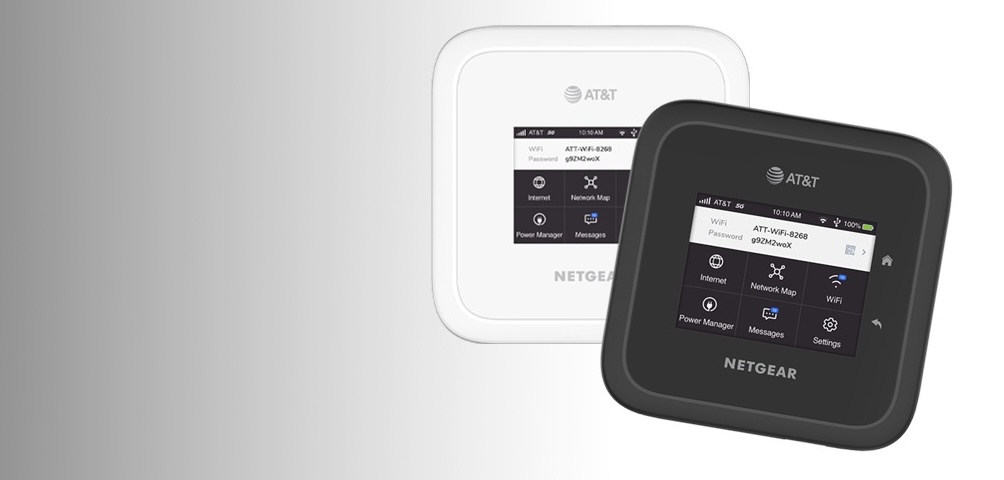 AT&T
AT&T 5G 10:10 AM
WiFi ATT-WiFi-8268
Password g9ZM2woX
Internet Network Map
Power Manager Messages
NETGEAR
AT&T
AT&T 5G 10:10 AM 100%
WiFi ATT-WiFi-8268
Password g9ZM2woX
Internet Network Map WiFi
Power Manager Messages Settings
NETGEAR